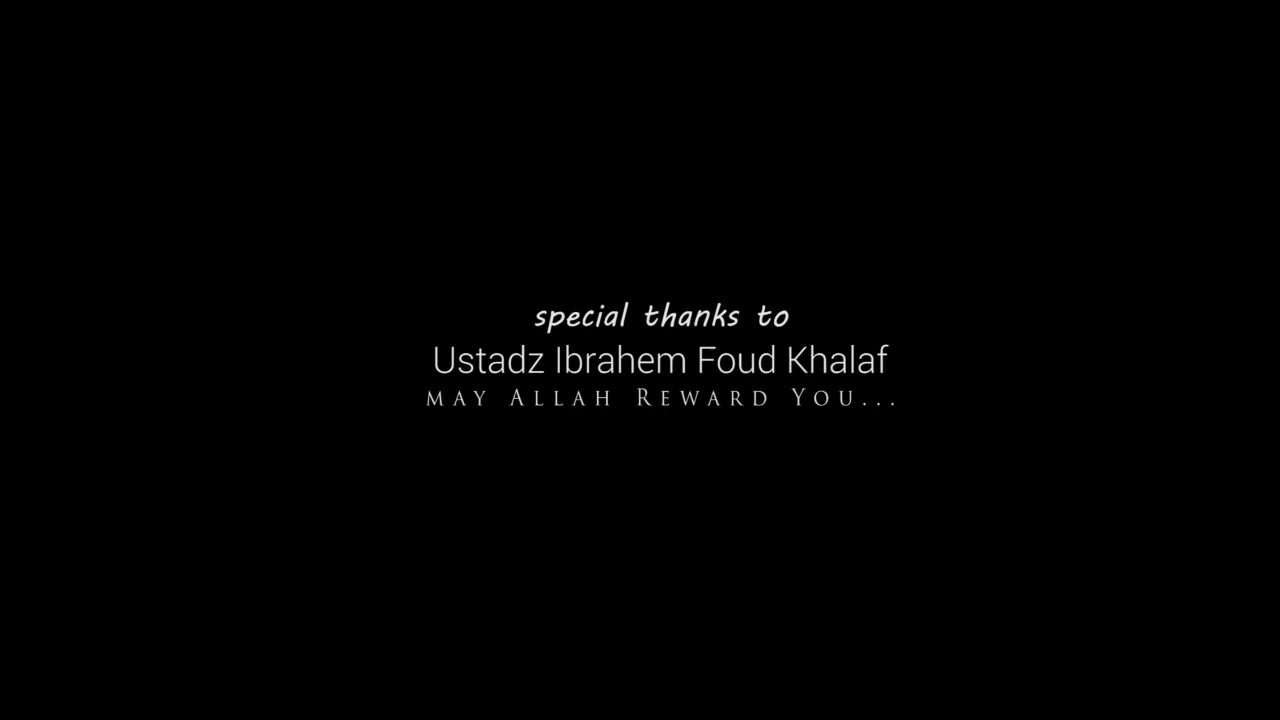 special thanks to
Ustadz Ibrahem Foud Khalaf
MAY ALLAH REWARD YOU...